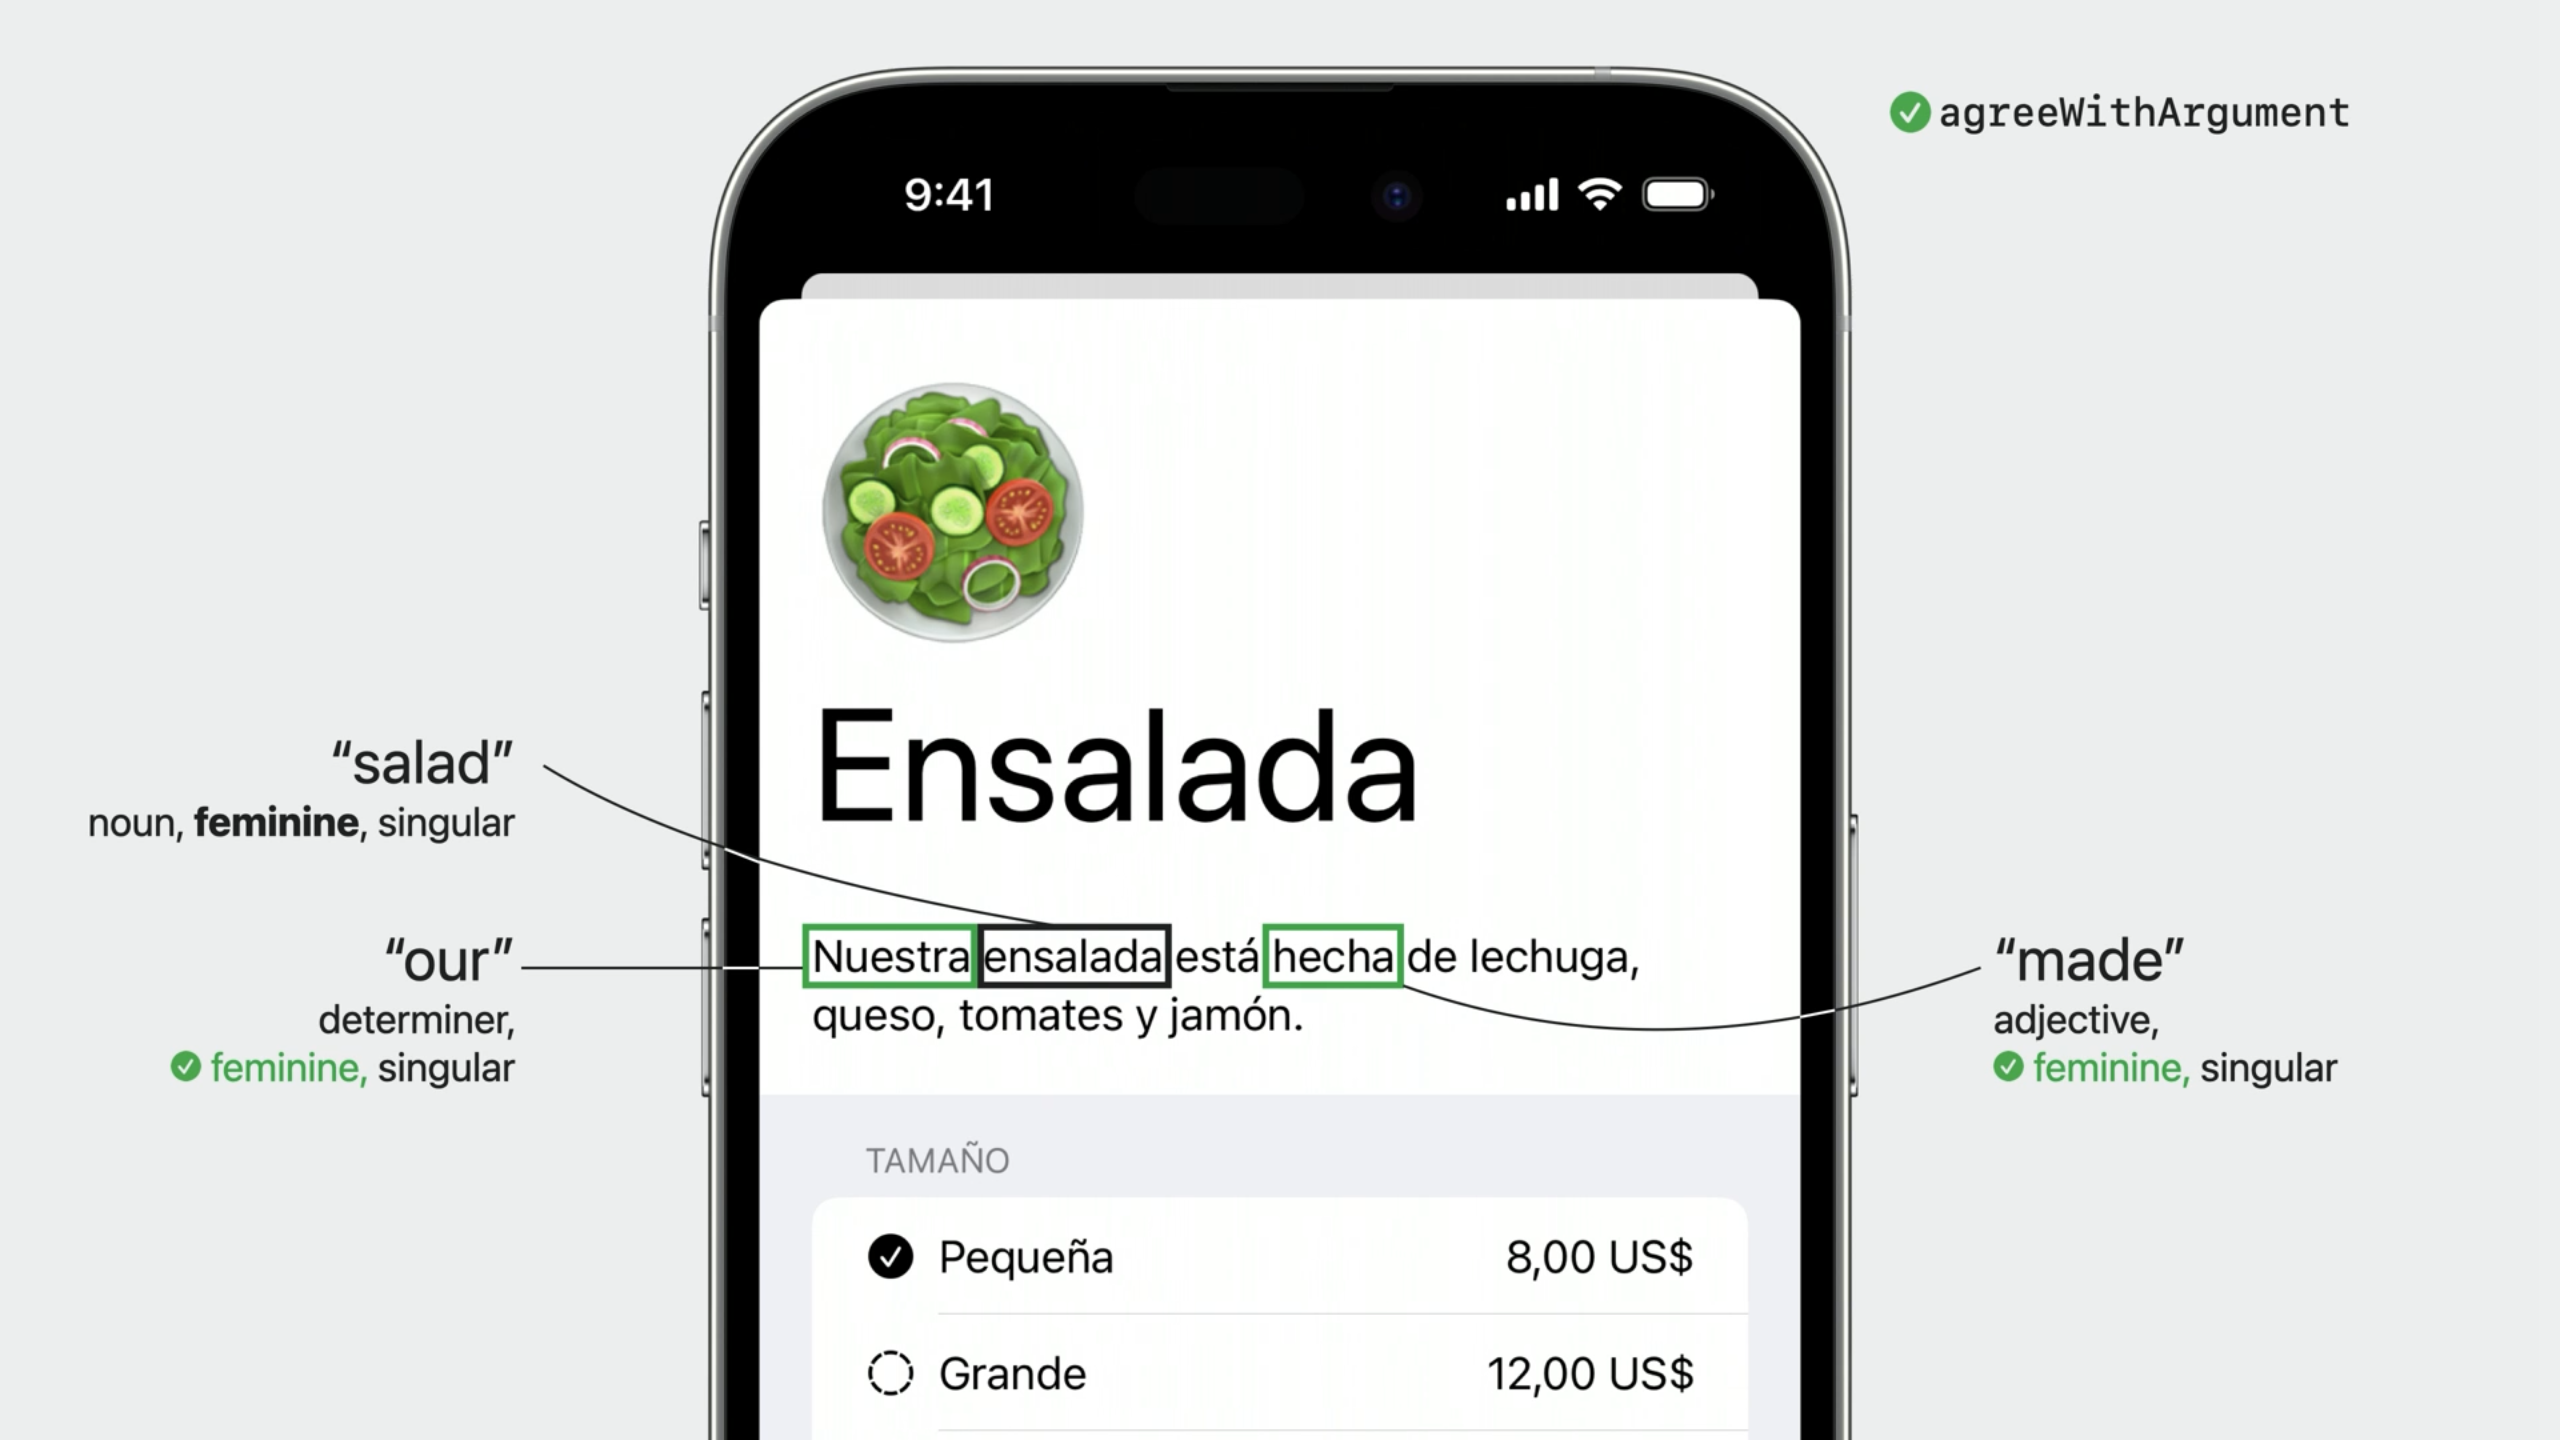 agreeWithArgument
9:41
Ensalada
“salad”
noun, feminine, singular
“our”
determiner,
feminine, singular
Nuestra ensalada está hecha de lechuga,
queso, tomates y jamón.
“made”
adjective,
feminine, singular
TAMAÑO
Pequeña 8,00 US$
Grande 12,00 US$